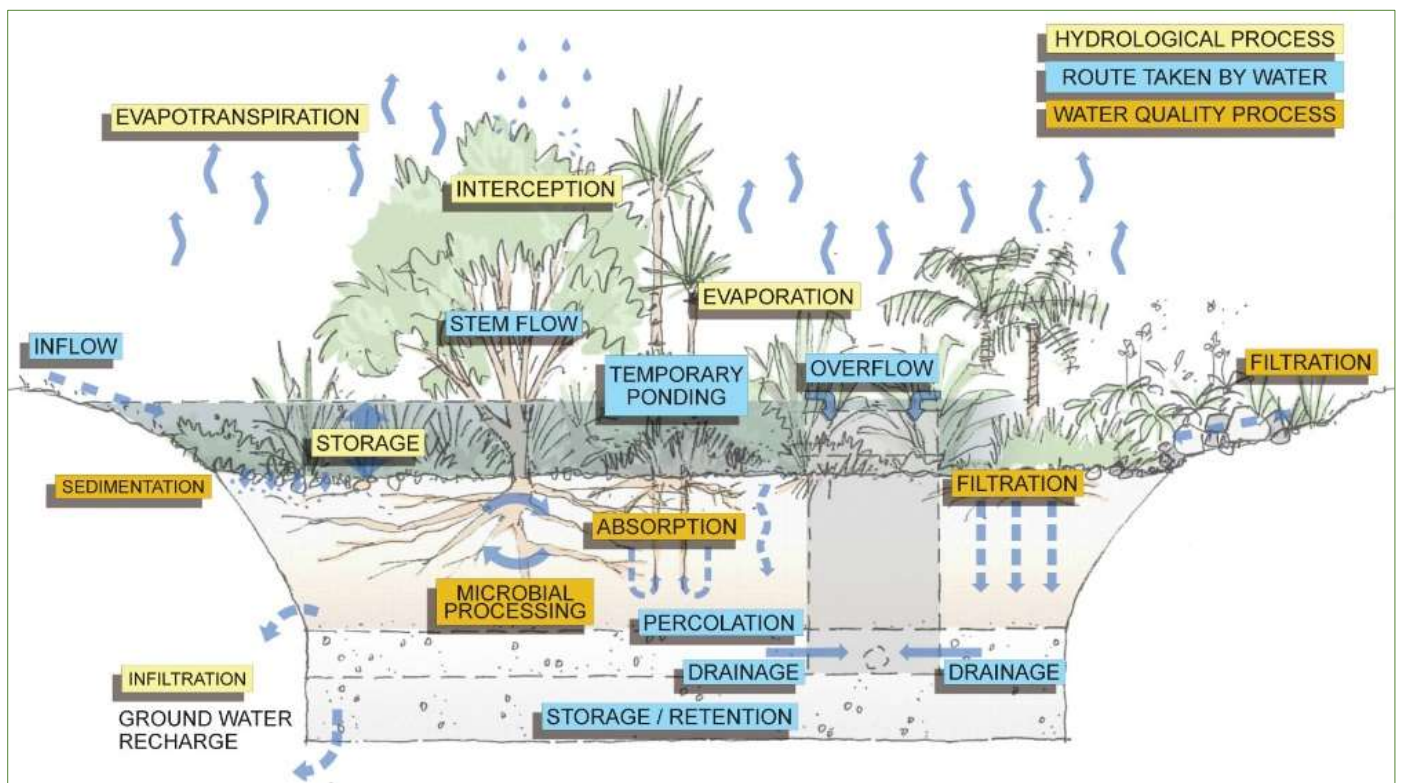 HYDROLOGICAL PROCESS
ROUTE TAKEN BY WATER
WATER QUALITY PROCESS
EVAPOTRANSPIRATION
INTERCEPTION
EVAPORATION
STEM FLOW
INFLOW
TEMPORARY
PONDING
OVERFLOW
FILTRATION
STORAGE
SEDIMENTATION
FILTRATION
ABSORPTION
MICROBIAL
PROCESSING
PERCOLATION
DRAINAGE
DRAINAGE
INFILTRATION
GROUND WATER
RECHARGE
STORAGE / RETENTION